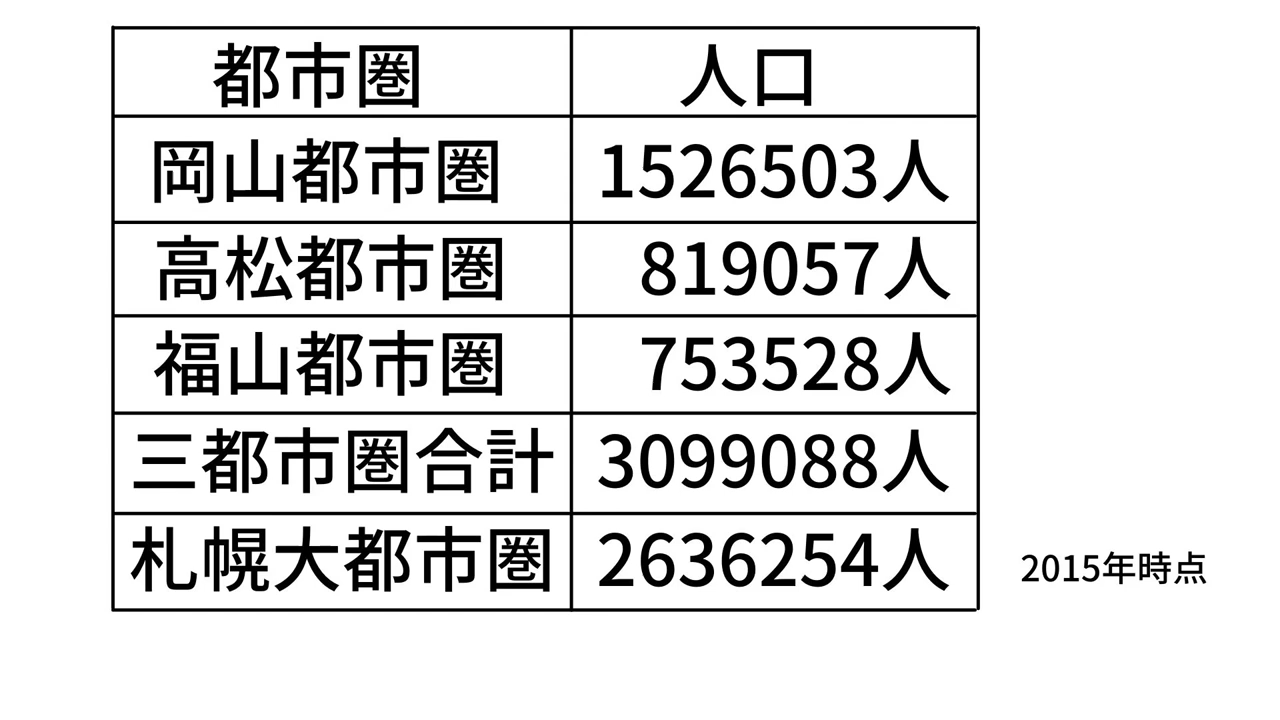 都市圏 人口
岡山都市圏 1526503人
高松都市圏 819057人
福山都市圏 753528人
三都市圏合計 3099088人
札幌大都市圏 2636254人
2015年時点